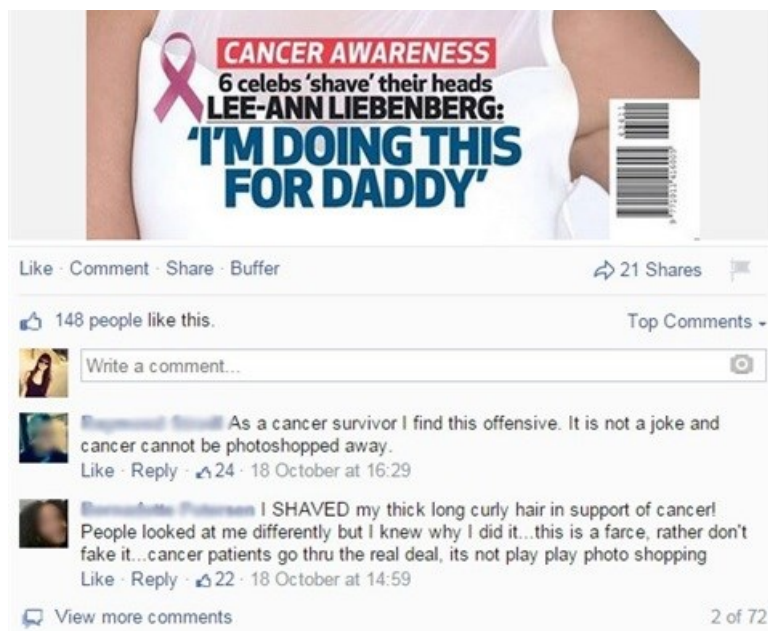 CANCER AWARENESS
6 celebs 'shave' their heads
LEE-ANN LIEBENBERG:
'I'M DOING THIS
FOR DADDY'
Like · Comment · Share · Buffer
21 Shares
148 people like this.
Top Comments
Write a comment...
As a cancer survivor I find this offensive. It is not a joke and
cancer cannot be photoshopped away.
Like · Reply · 24 · 18 October at 16:29
I SHAVED my thick long curly hair in support of cancer!
People looked at me differently but I knew why I did it...this is a farce, rather don't
fake it...cancer patients go thru the real deal, its not play play photo shopping
Like · Reply · 22 · 18 October at 14:59
View more comments
2 of 72